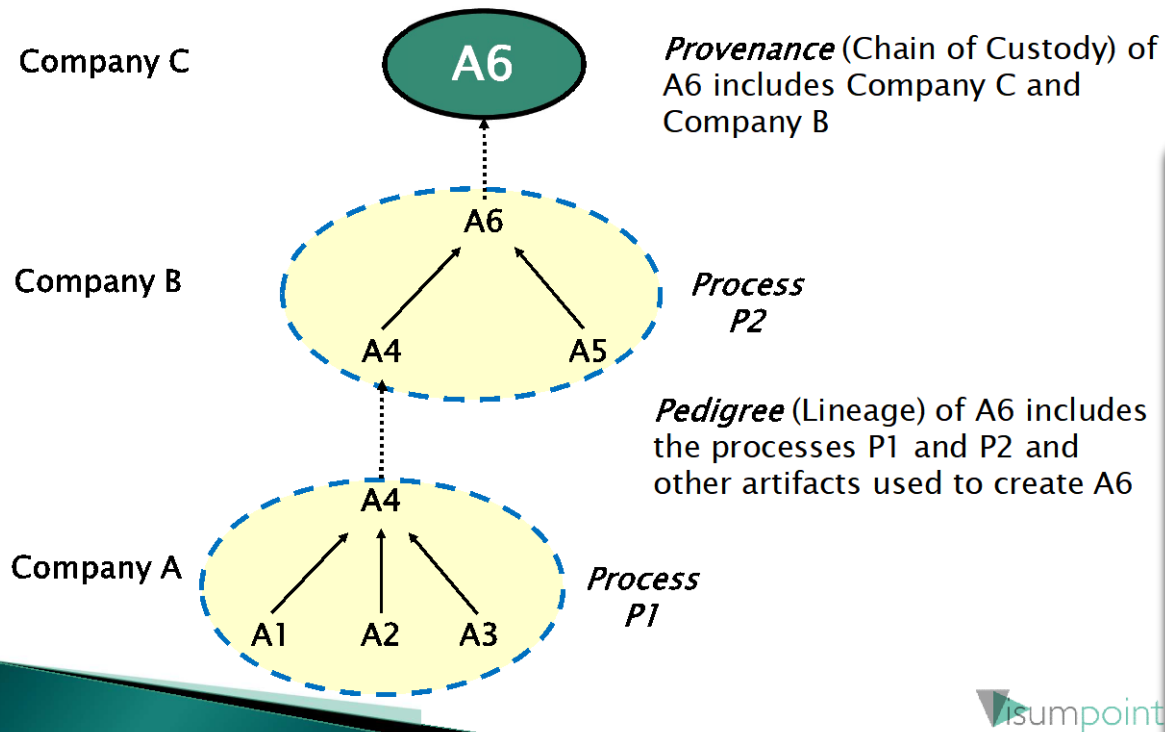 Company C
A6
Provenance (Chain of Custody) of
A6 includes Company C and
Company B
A6
Company B
Process
P2
A4
A5
Pedigree (Lineage) of A6 includes
the processes P1 and P2 and
other artifacts used to create A6
A4
Company A
Process
P1
A1
A2
A3
Visumpoint